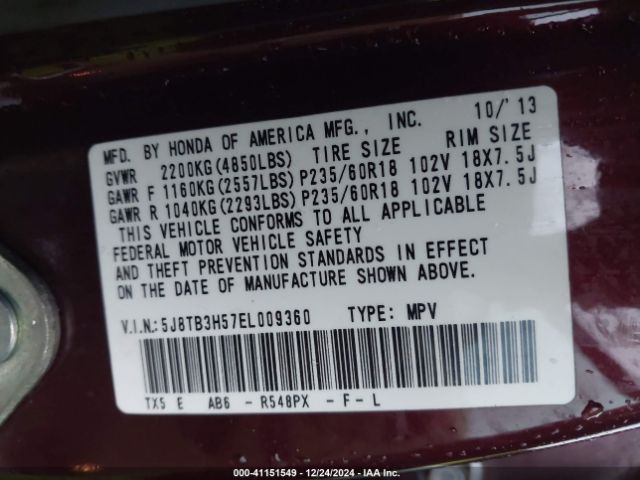 10/'13
MFD. BY HONDA OF AMERICA MFG., INC.
GVWR 2200KG(4850LBS) TIRE SIZE RIM SIZE
GAWR F 1160KG(2557LBS)P235/60R18 102V 18X7.5J
GAWR R 1040KG(2293LBS)P235/60R18 102V 18X7.5J
THIS VEHICLE CONFORMS TO ALL APPLICABLE
FEDERAL MOTOR VEHICLE SAFETY
AND THEFT PREVENTION STANDARDS IN EFFECT
ON THE DATE OF MANUFACTURE SHOWN ABOVE.
V.I.N.:5J8TB3H57EL009360 TYPE: MPV
TX5 E AB6 - R548PX - F - L
000-41151549 - 12/24/2024 - IAA Inc.